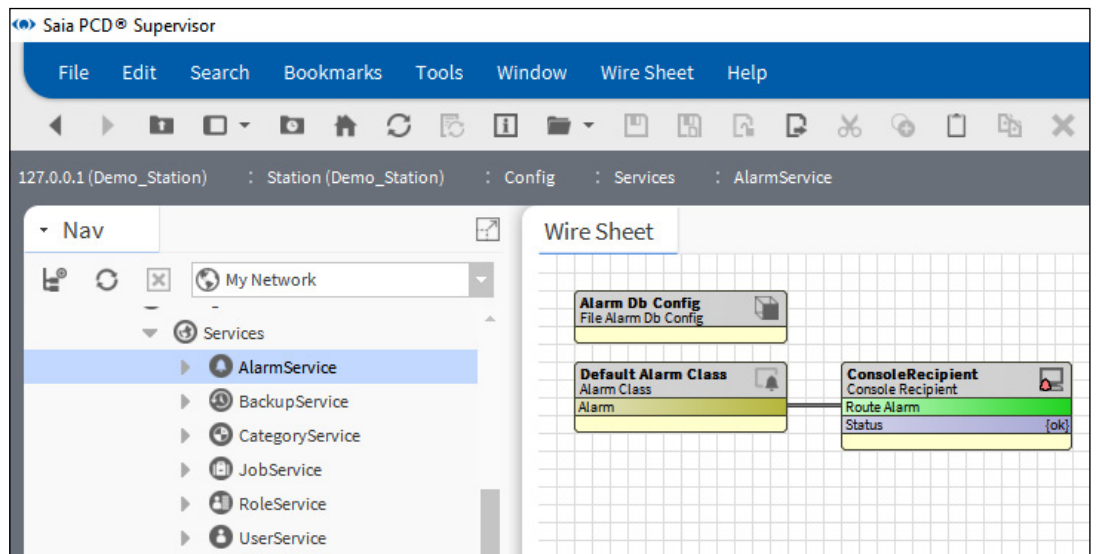 Saia PCD® Supervisor
File Edit Search Bookmarks Tools Window Wire Sheet Help
127.0.0.1 (Demo_Station) : Station (Demo_Station) : Config : Services : AlarmService
Nav
My Network
Services
AlarmService
BackupService
CategoryService
JobService
RoleService
UserService
Wire Sheet
Alarm Db Config
File Alarm Db Config
Default Alarm Class
Alarm Class
Alarm
ConsoleRecipient
Console Recipient
Route Alarm
Status {ok}